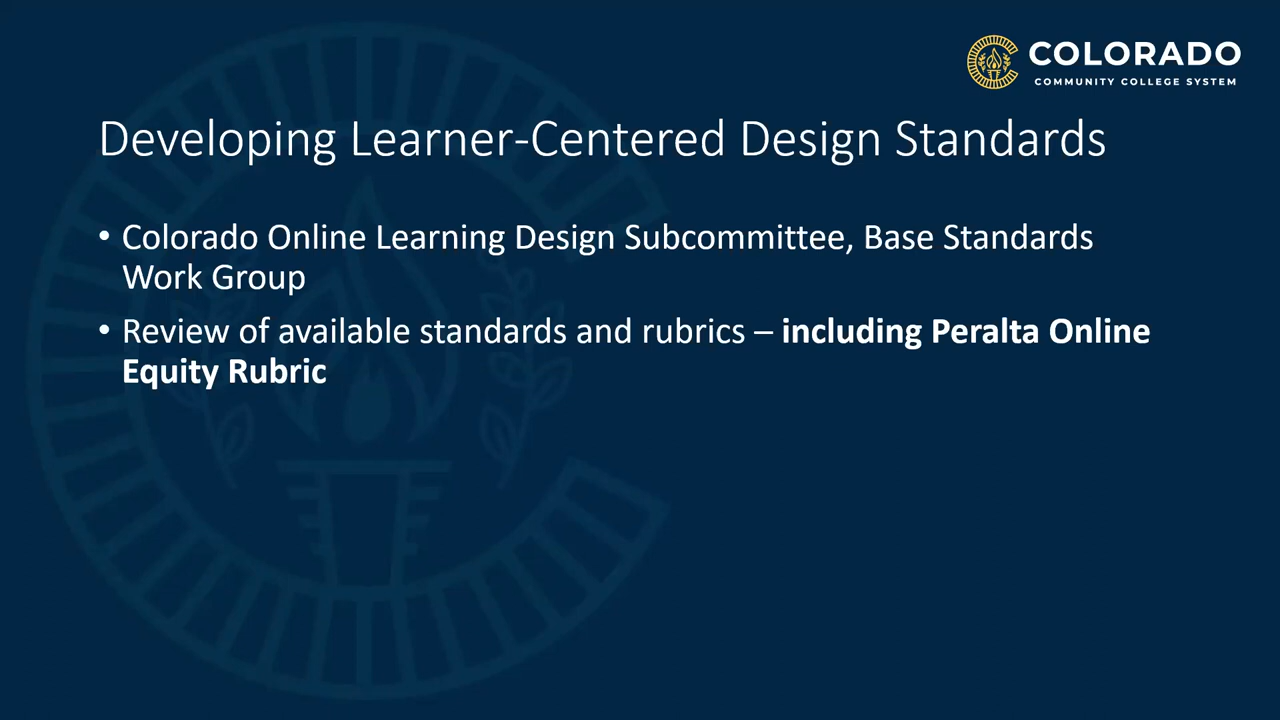 COLORADO
COMMUNITY COLLEGE SYSTEM
Developing Learner-Centered Design Standards
• Colorado Online Learning Design Subcommittee, Base Standards
Work Group
• Review of available standards and rubrics – including Peralta Online
Equity Rubric